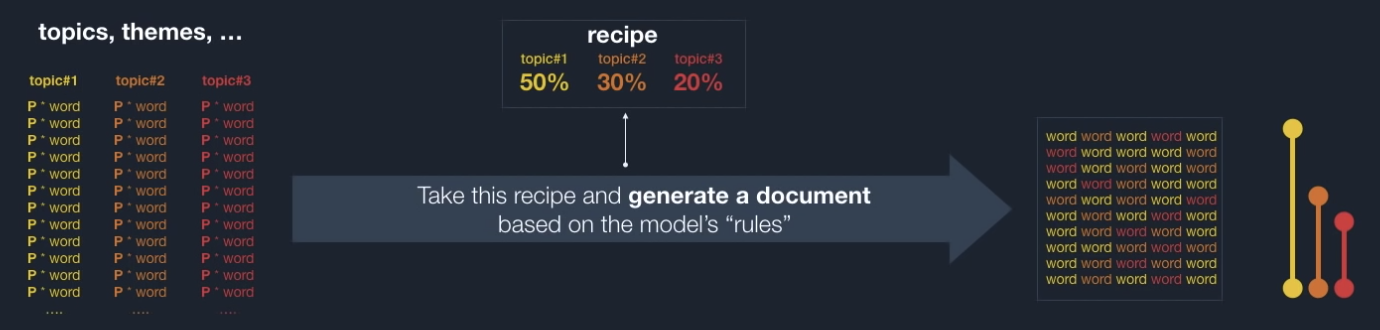 topics, themes, ...
topic#1 topic#2 topic#3
P * word P * word P * word
P * word P * word P * word
P * word P * word P * word
P * word P * word P * word
P * word P * word P * word
P * word P * word P * word
P * word P * word P * word
P * word P * word P * word
P * word P * word P * word
P * word P * word P * word
P * word P * word P * word
P * word P * word P * word
.... .... ....
recipe
topic#1 topic#2 topic#3
50% 30% 20%
Take this recipe and generate a document
based on the model’s “rules”
word word word word word
word word word word word
word word word word word
word word word word word
word word word word word
word word word word word
word word word word word
word word word word word
word word word word word
word word word word word